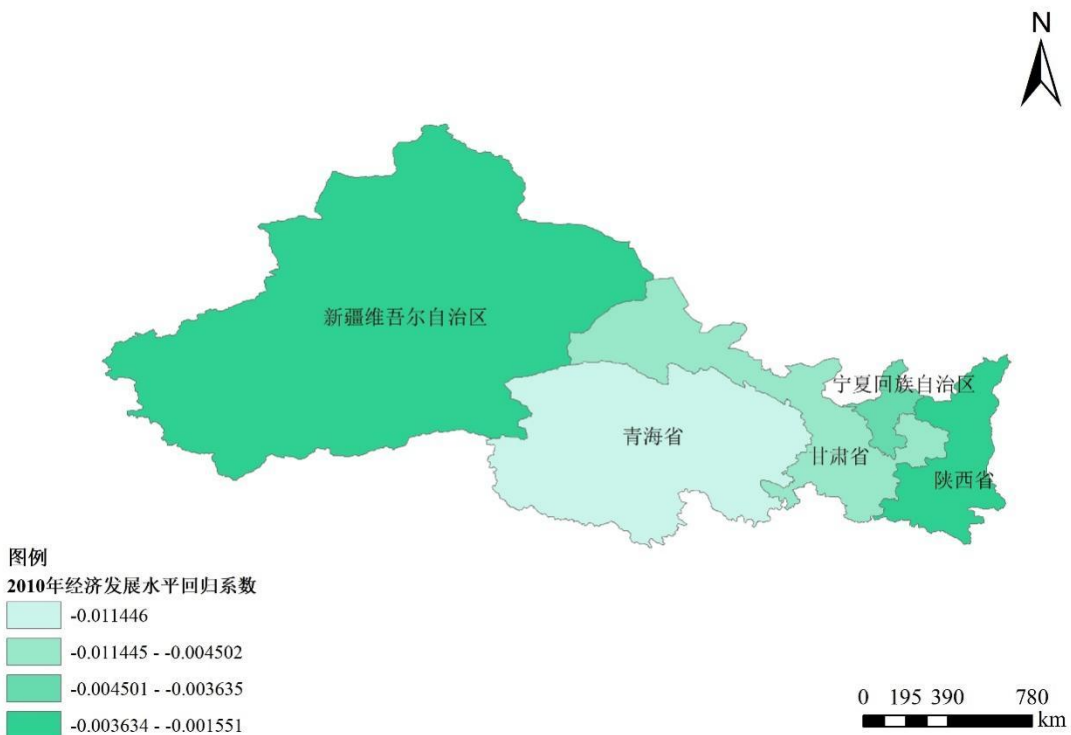 N
新疆维吾尔自治区
宁夏回族自治区
青海省
甘肃省
陕西省
图例
2010年经济发展水平回归系数
-0.011446
-0.011445 - -0.004502
-0.004501 - -0.003635
-0.003634 - -0.001551
0 195 390 780
km